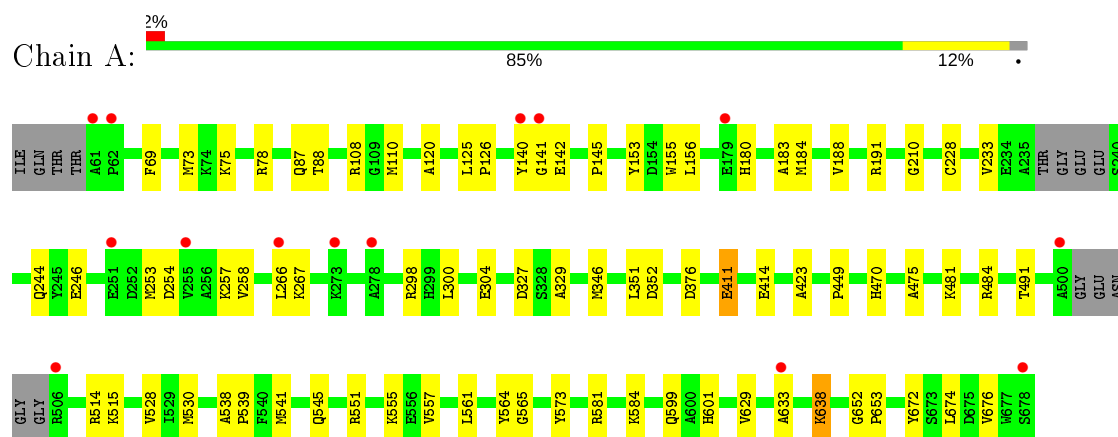 2%
Chain A:
85% 12% •
ILE GLN THR THR A61 P62 F69 M73 K74 K75 R78 Q87 T88 R108 G109 M110 A120 L125 P126 Y140 G141 E142 P145 Y153 D154 W155 L156 E179 H180 A183 M184 V188 R191 G210 C228 V233 E234 A235 THR GLY GLU GLU S240
Q244 Y245 E246 E251 D252 M253 D254 V255 A256 K257 V258 L266 K267 K273 A278 R298 H299 L300 E304 D327 S328 A329 M346 L351 D352 D376 E411 E414 A423 P449 H470 A475 K481 R484 T491 A500 GLY GLU ASN
GLY GLY R506 R514 K515 V528 I529 M530 A538 P539 F540 M541 Q545 R551 K555 E556 V557 L561 Y564 G565 Y573 R581 K584 Q599 A600 H601 V629 A633 K638 G652 P653 Y672 S673 L674 D675 V676 W677 S678